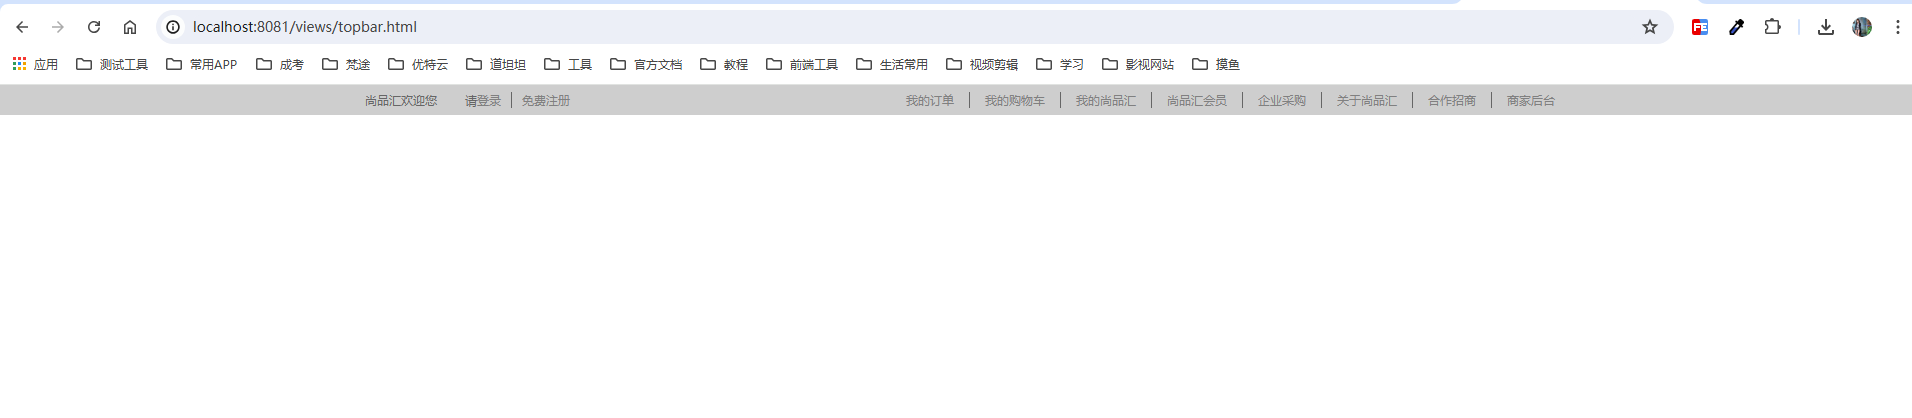 localhost:8081/views/topbar.html
应用 测试工具 常用APP 成考 梵途 优特云 道坦坦 工具 官方文档 教程 前端工具 生活常用 视频剪辑 学习 影视网站 摸鱼
尚品汇欢迎您 请登录 免费注册 我的订单 我的购物车 我的尚品汇 尚品汇会员 企业采购 关于尚品汇 合作招商 商家后台